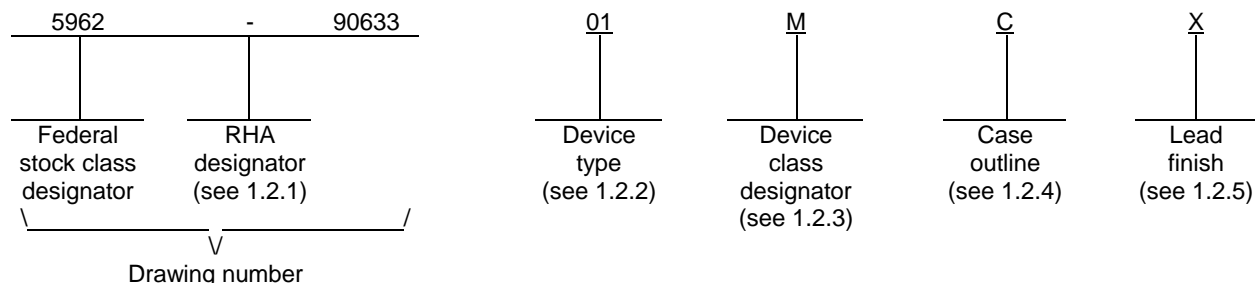 5962 - 90633 01 M C X
Federal stock class designator
RHA designator (see 1.2.1)
Device type (see 1.2.2)
Device class designator (see 1.2.3)
Case outline (see 1.2.4)
Lead finish (see 1.2.5)
\ /
\/
Drawing number